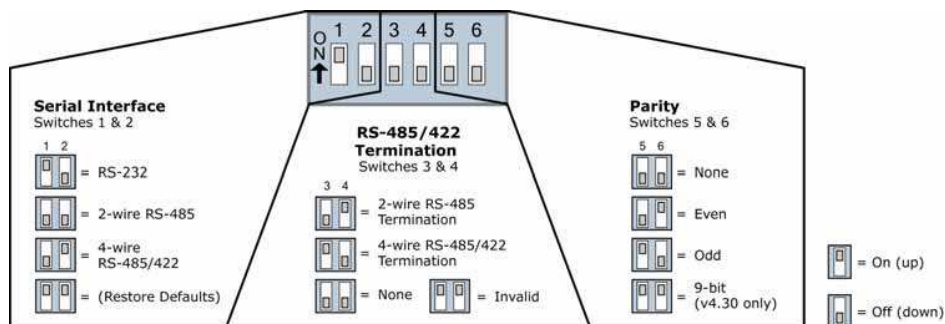 ON
1 2 3 4 5 6
Serial Interface
Switches 1 & 2
1 2
= RS-232
= 2-wire RS-485
= 4-wire
RS-485/422
= (Restore Defaults)
RS-485/422
Termination
Switches 3 & 4
3 4
= 2-wire RS-485
Termination
= 4-wire RS-485/422
Termination
= None
= Invalid
Parity
Switches 5 & 6
5 6
= None
= Even
= Odd
= 9-bit
(v4.30 only)
= On (up)
= Off (down)